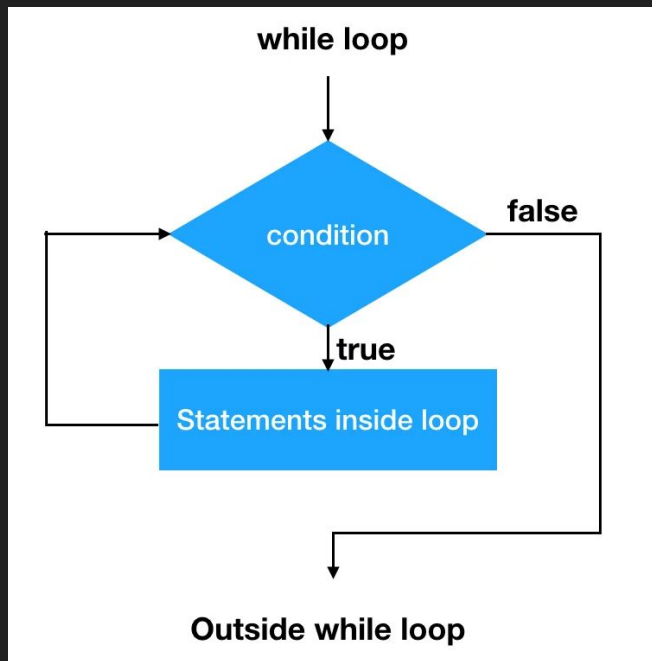 while loop
condition
false
true
Statements inside loop
Outside while loop